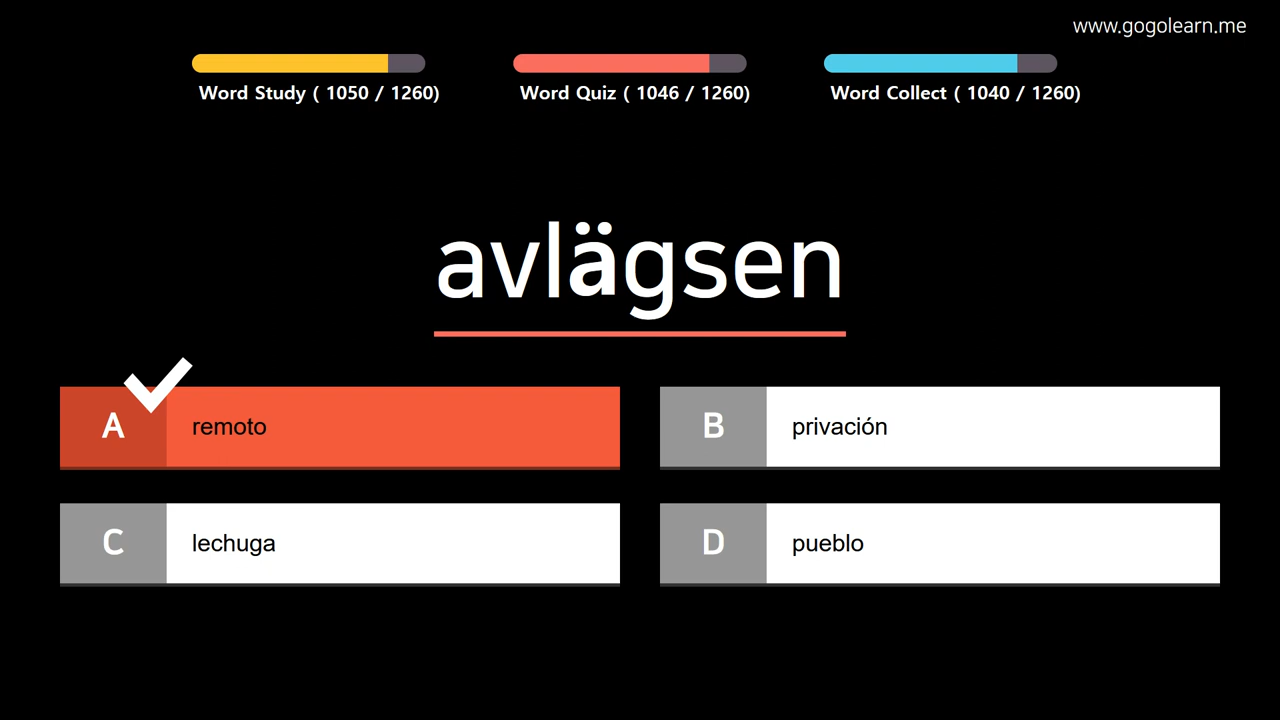 www.gogolearn.me
Word Study ( 1050 / 1260)
Word Quiz ( 1046 / 1260)
Word Collect ( 1040 / 1260)
avlägsen
A remoto
B privación
C lechuga
D pueblo